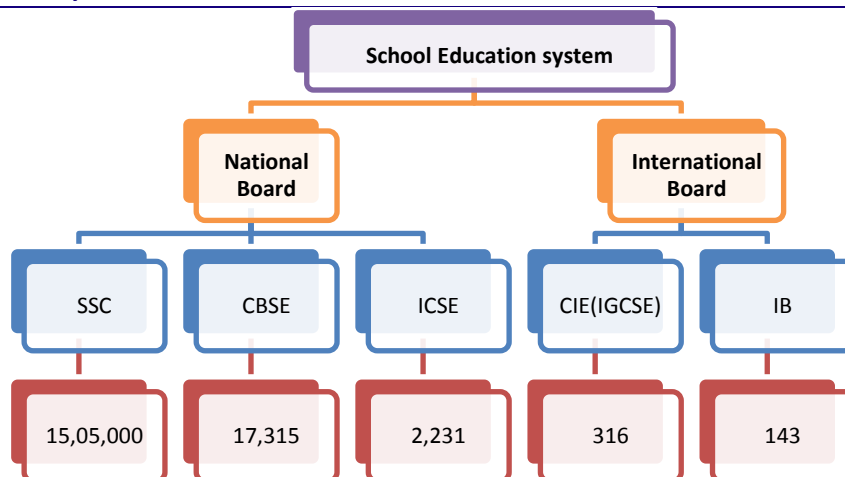 School Education system
National
Board
International
Board
SSC
CBSE
ICSE
CIE(IGCSE)
IB
15,05,000
17,315
2,231
316
143